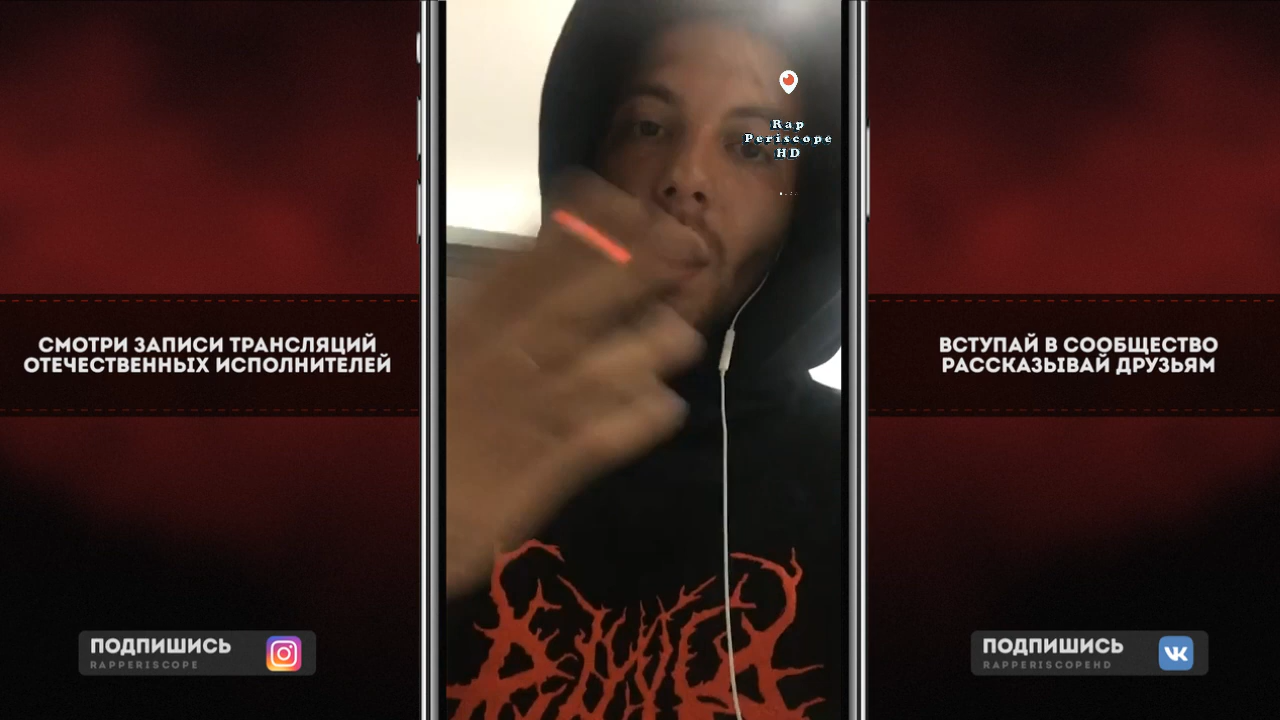 Rap
Periscope
HD
СМОТРИ ЗАПИСИ ТРАНСЛЯЦИЙ
ОТЕЧЕСТВЕННЫХ ИСПОЛНИТЕЛЕЙ
ВСТУПАЙ В СООБЩЕСТВО
РАССКАЗЫВАЙ ДРУЗЬЯМ
ПОДПИШИСЬ
RAPPERISCOPE
ПОДПИШИСЬ
RAPPERISCOPEHD